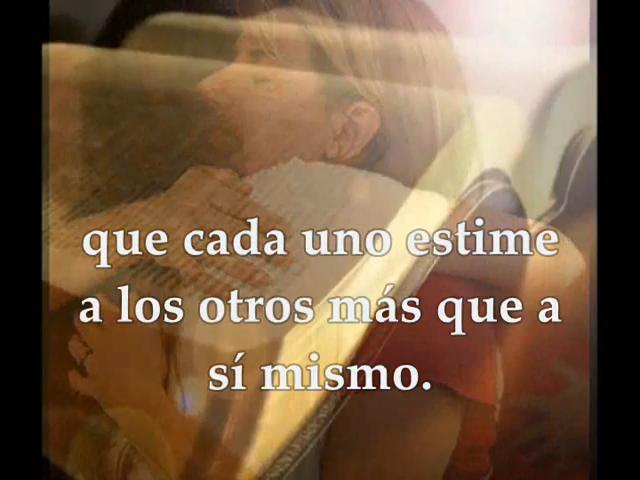 que cada uno estime
a los otros más que a
sí mismo.